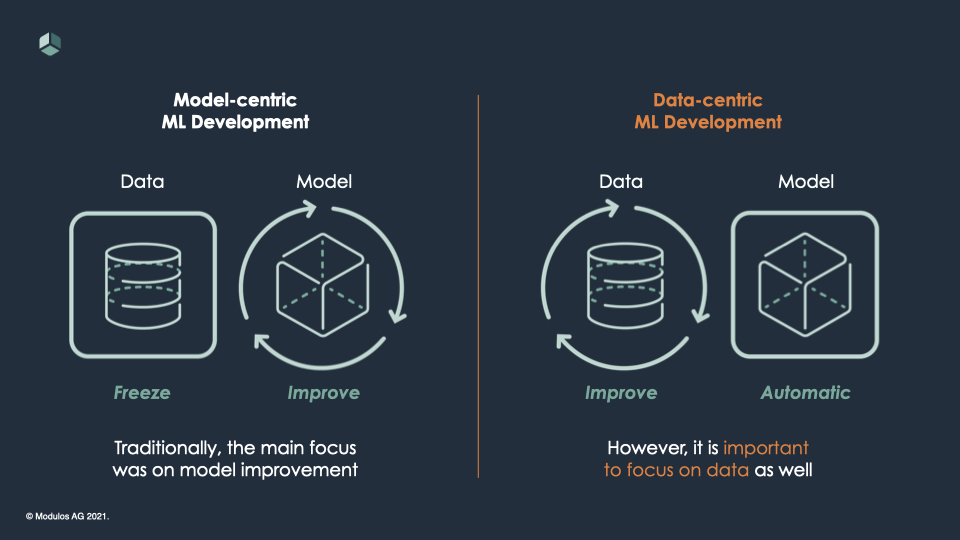 Model-centric
ML Development
Data
Model
Freeze
Improve
Traditionally, the main focus
was on model improvement
Data-centric
ML Development
Data
Model
Improve
Automatic
However, it is important
to focus on data as well
© Modulos AG 2021.